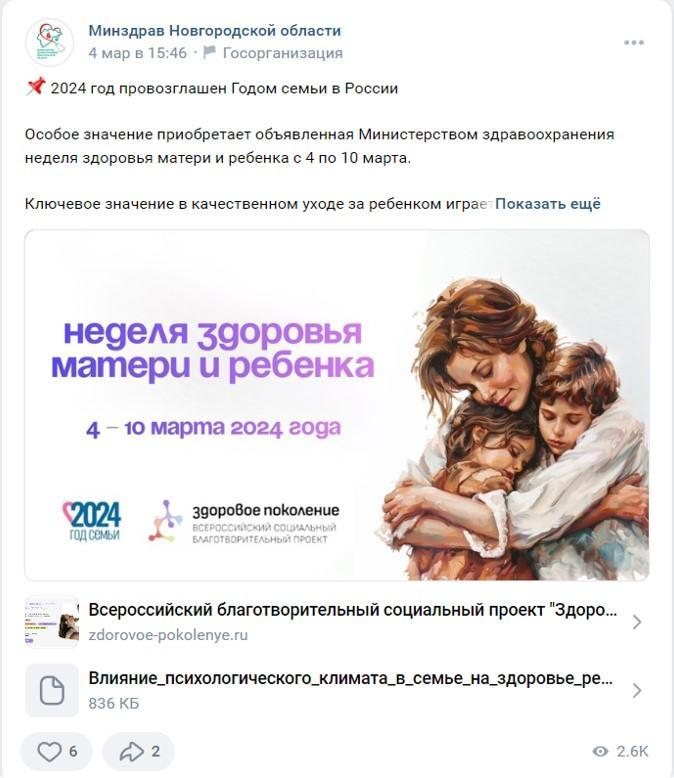 Минздрав Новгородской области
4 мар в 15:46 · Госорганизация
2024 год провозглашен Годом семьи в России
Особое значение приобретает объявленная Министерством здравоохранения
неделя здоровья матери и ребенка с 4 по 10 марта.
Ключевое значение в качественном уходе за ребенком играет Показать ещё
неделя здоровья
матери и ребенка
4 – 10 марта 2024 года
2024
ГОД СЕМЬИ
здоровое поколение
ВСЕРОССИЙСКИЙ СОЦИАЛЬНЫЙ
БЛАГОТВОРИТЕЛЬНЫЙ ПРОЕКТ
Всероссийский благотворительный социальный проект "Здоро...
zdorovoe-pokolenye.ru
Влияние_психологического_климата_в_семье_на_здоровье_ре...
836 КБ
6
2
2.6K